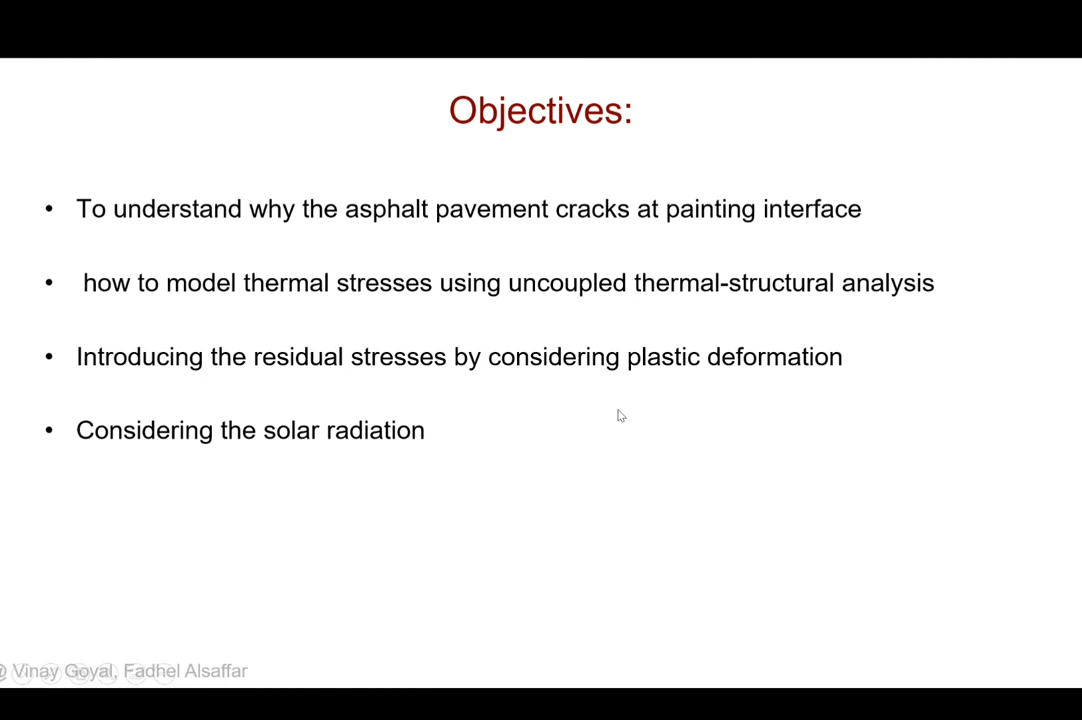 Objectives:
• To understand why the asphalt pavement cracks at painting interface
• how to model thermal stresses using uncoupled thermal-structural analysis
• Introducing the residual stresses by considering plastic deformation
• Considering the solar radiation
@ Vinay Goyal, Fadhel Alsaffar